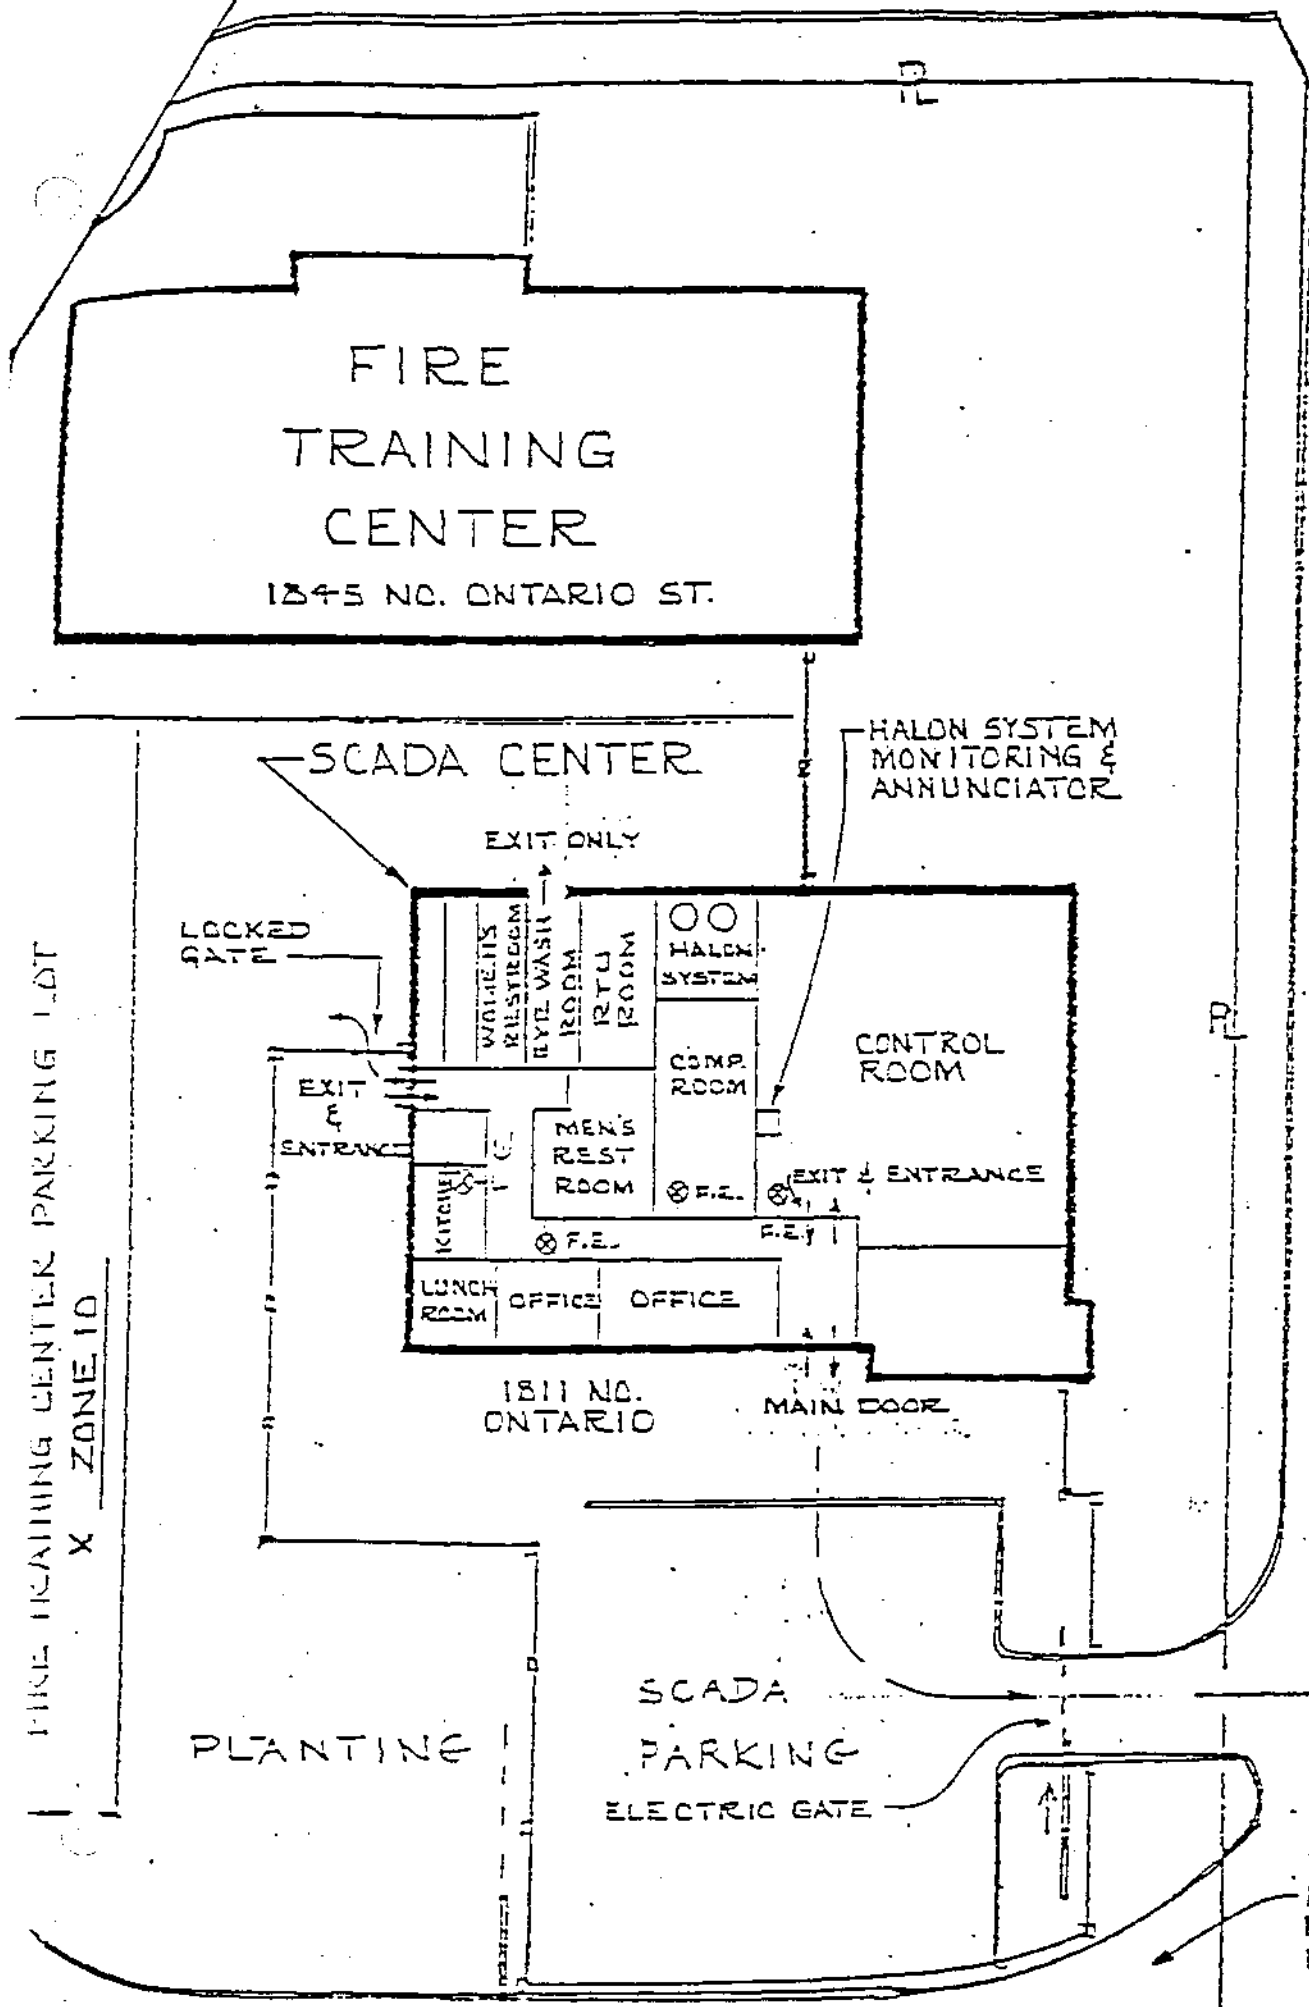 PL
FIRE
TRAINING
CENTER
1845 NO. ONTARIO ST.
SCADA CENTER
HALON SYSTEM
MONITORING &
ANNUNCIATOR
EXIT ONLY
LOCKED
GATE
WOMEN'S
RESTROOM
EYE WASH
ROOM
RTU
ROOM
HALON
SYSTEM
COMP.
ROOM
CONTROL
ROOM
PL
EXIT
&
ENTRANCE
MEN'S
REST
ROOM
KITCHEN
F.E.
F.E.
EXIT & ENTRANCE
F.E.
LUNCH
ROOM
OFFICE
OFFICE
1811 NO.
ONTARIO
MAIN DOOR
FIRE TRAINING CENTER PARKING LOT
X ZONE 10
PLANTING
SCADA
PARKING
ELECTRIC GATE